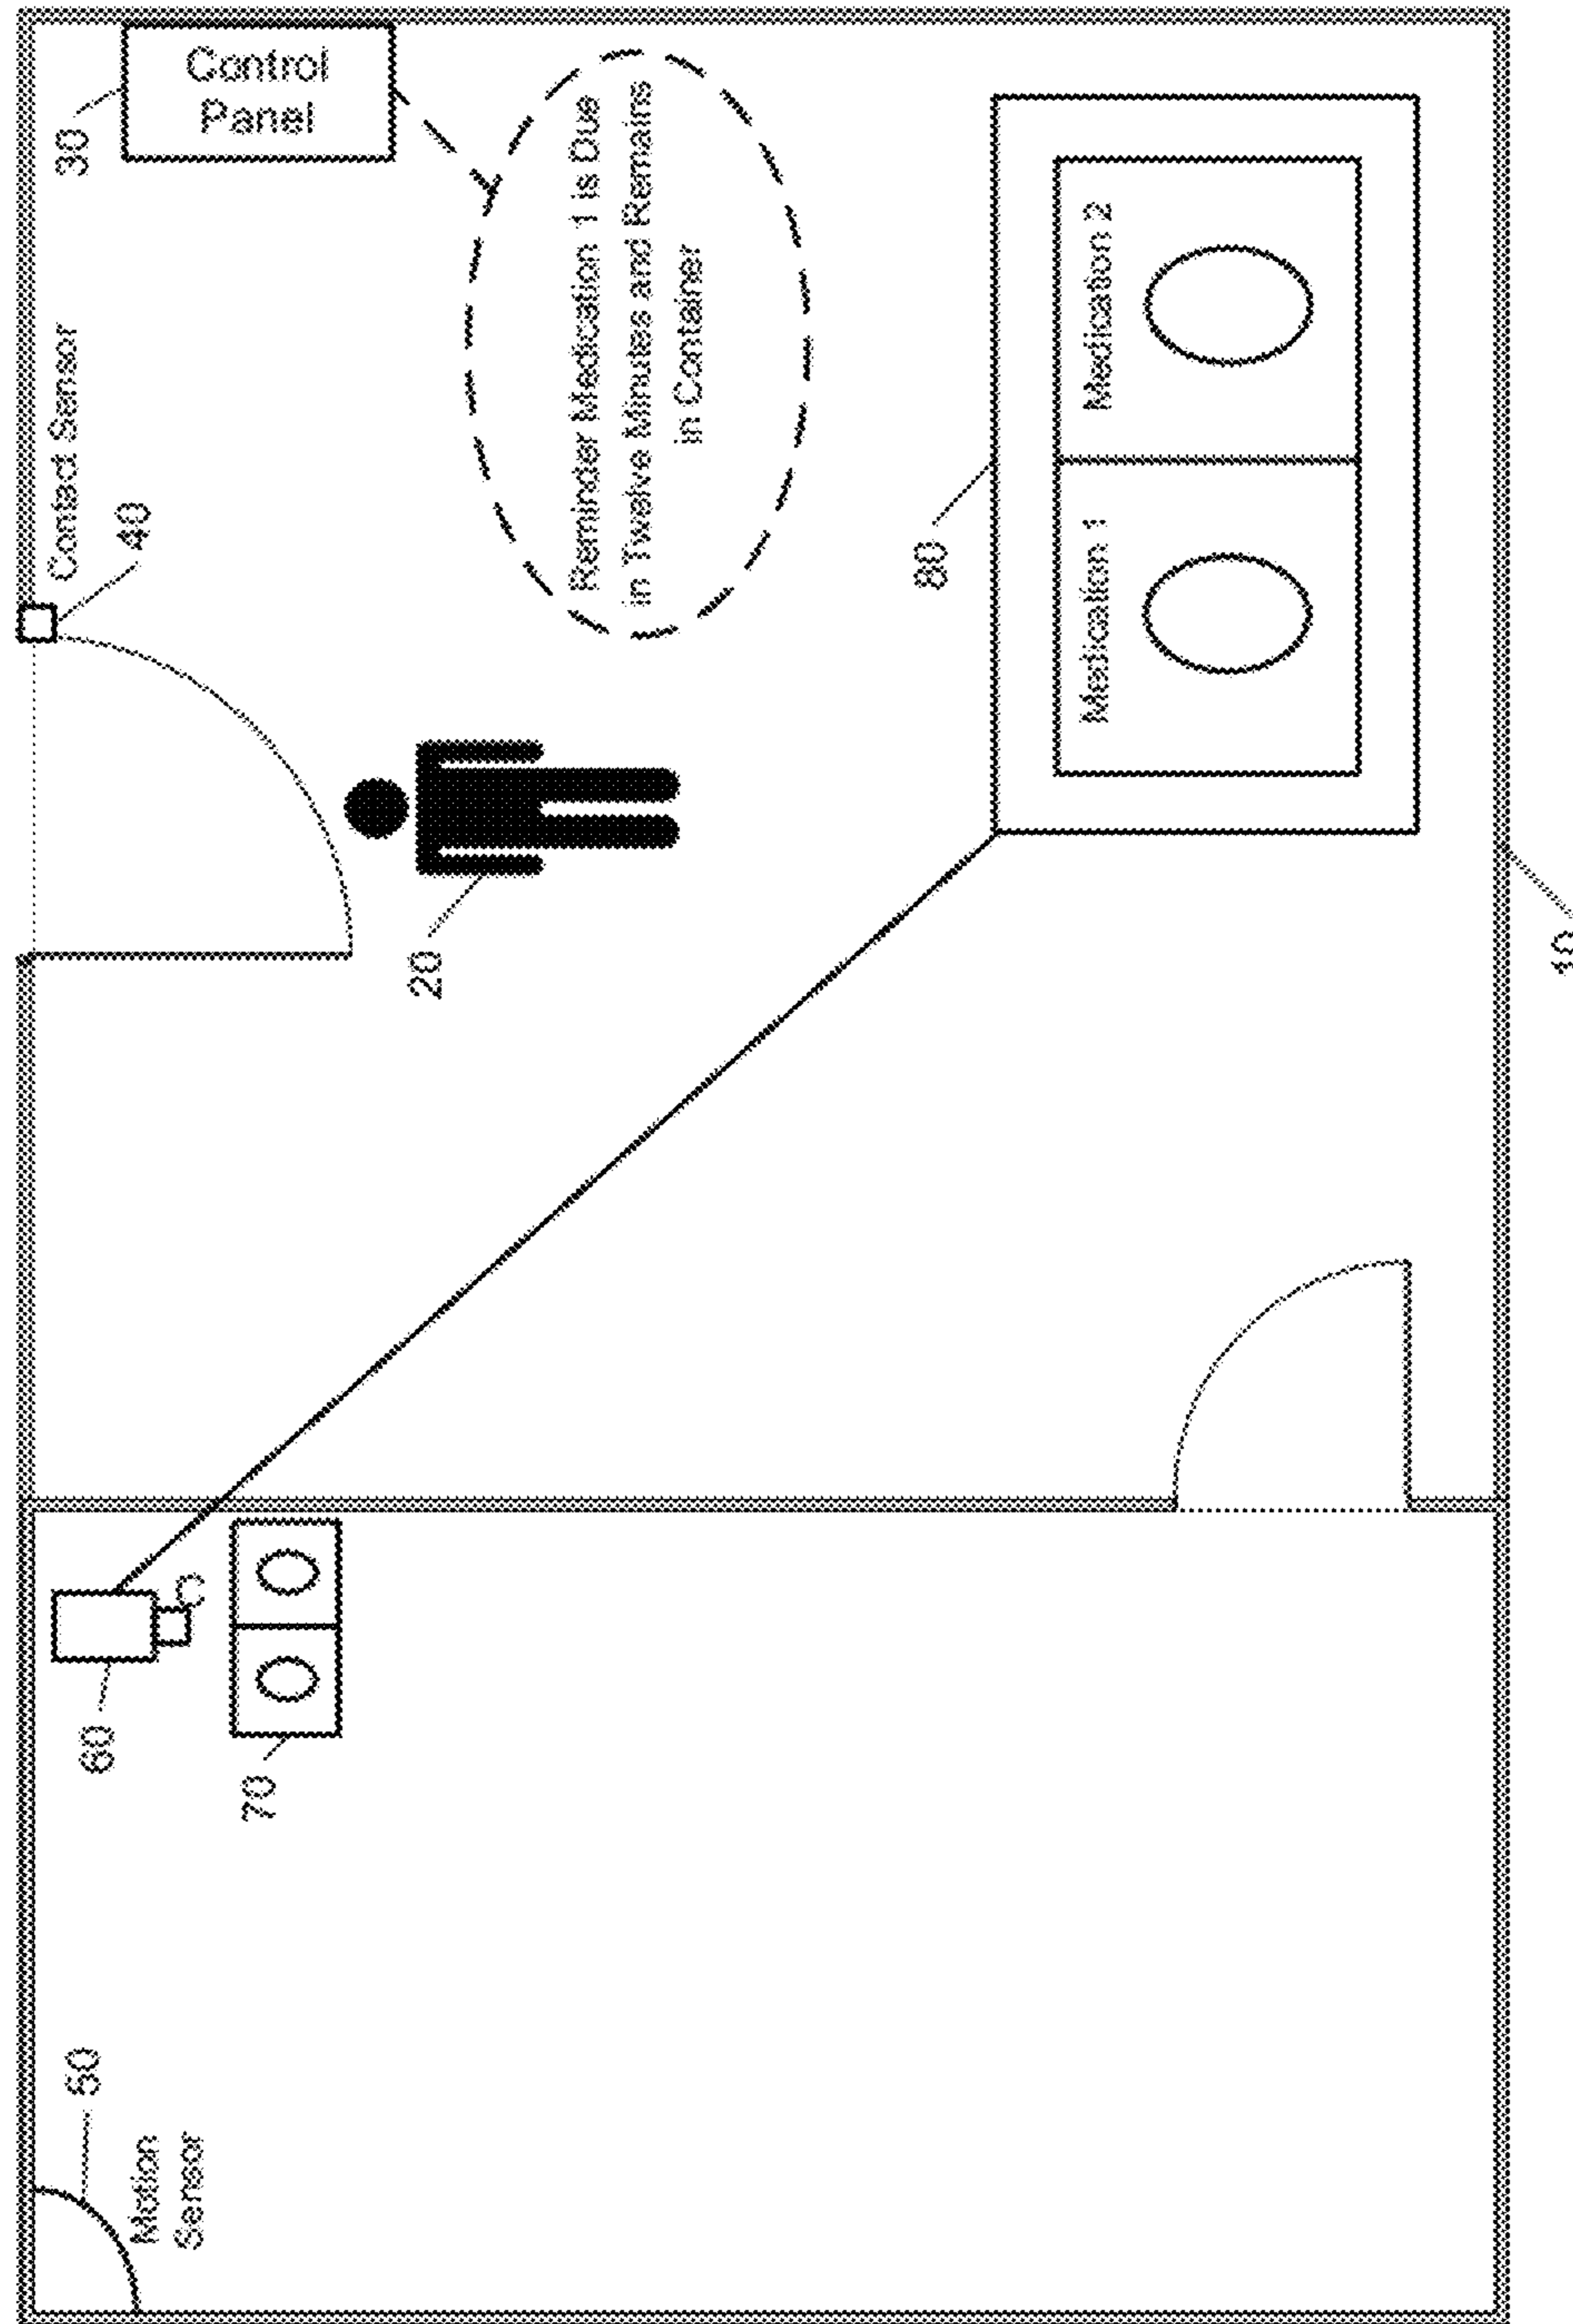 30
Control
Panel
Contact Sensor
40
Reminder Medication 1 is Due
in Twelve Minutes and Remains
in Container
20
80
Medication 1
Medication 2
10
60
70
50
Motion
Sensor